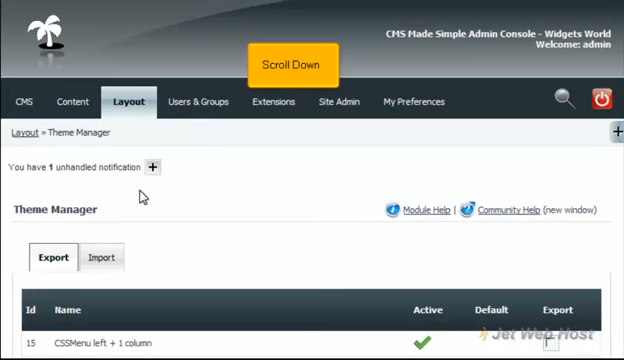 CMS Made Simple Admin Console - Widgets World
Welcome: admin
Scroll Down
CMS Content Layout Users & Groups Extensions Site Admin My Preferences
Layout » Theme Manager
You have 1 unhandled notification
Theme Manager
Module Help | Community Help (new window)
Export Import
Id Name Active Default Export
Jet Web Host
15 CSSMenu left + 1 column